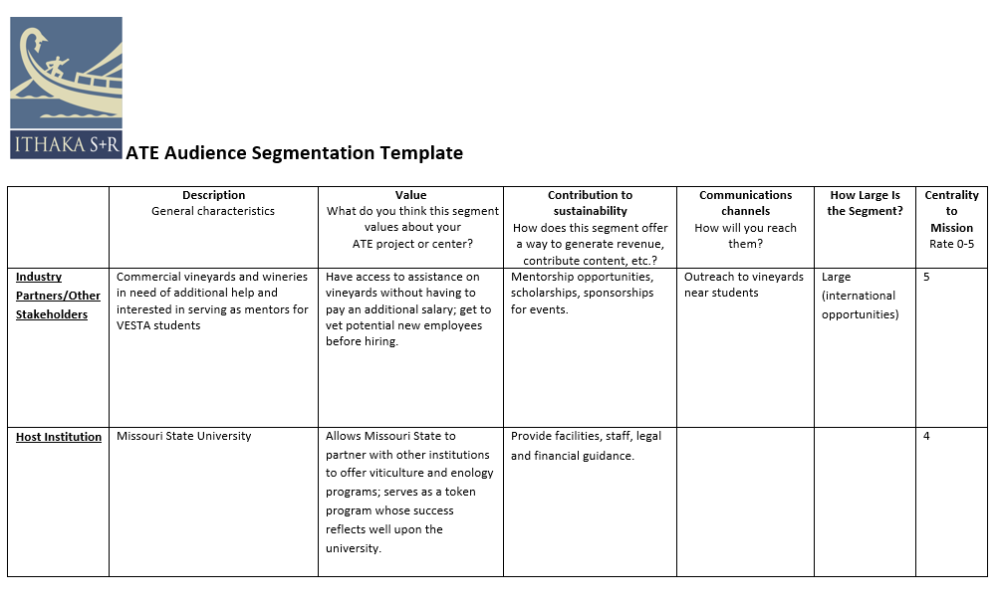 ITHAKA S+R
ATE Audience Segmentation Template
Description
General characteristics
Value
What do you think this segment
values about your
ATE project or center?
Contribution to
sustainability
How does this segment offer
a way to generate revenue,
contribute content, etc.?
Communications
channels
How will you reach
them?
How Large Is
the Segment?
Centrality
to
Mission
Rate 0-5
Industry
Partners/Other
Stakeholders
Commercial vineyards and wineries
in need of additional help and
interested in serving as mentors for
VESTA students
Have access to assistance on
vineyards without having to
pay an additional salary; get to
vet potential new employees
before hiring.
Mentorship opportunities,
scholarships, sponsorships
for events.
Outreach to vineyards
near students
Large
(international
opportunities)
5
Host Institution
Missouri State University
Allows Missouri State to
partner with other institutions
to offer viticulture and enology
programs; serves as a token
program whose success
reflects well upon the
university.
Provide facilities, staff, legal
and financial guidance.
4